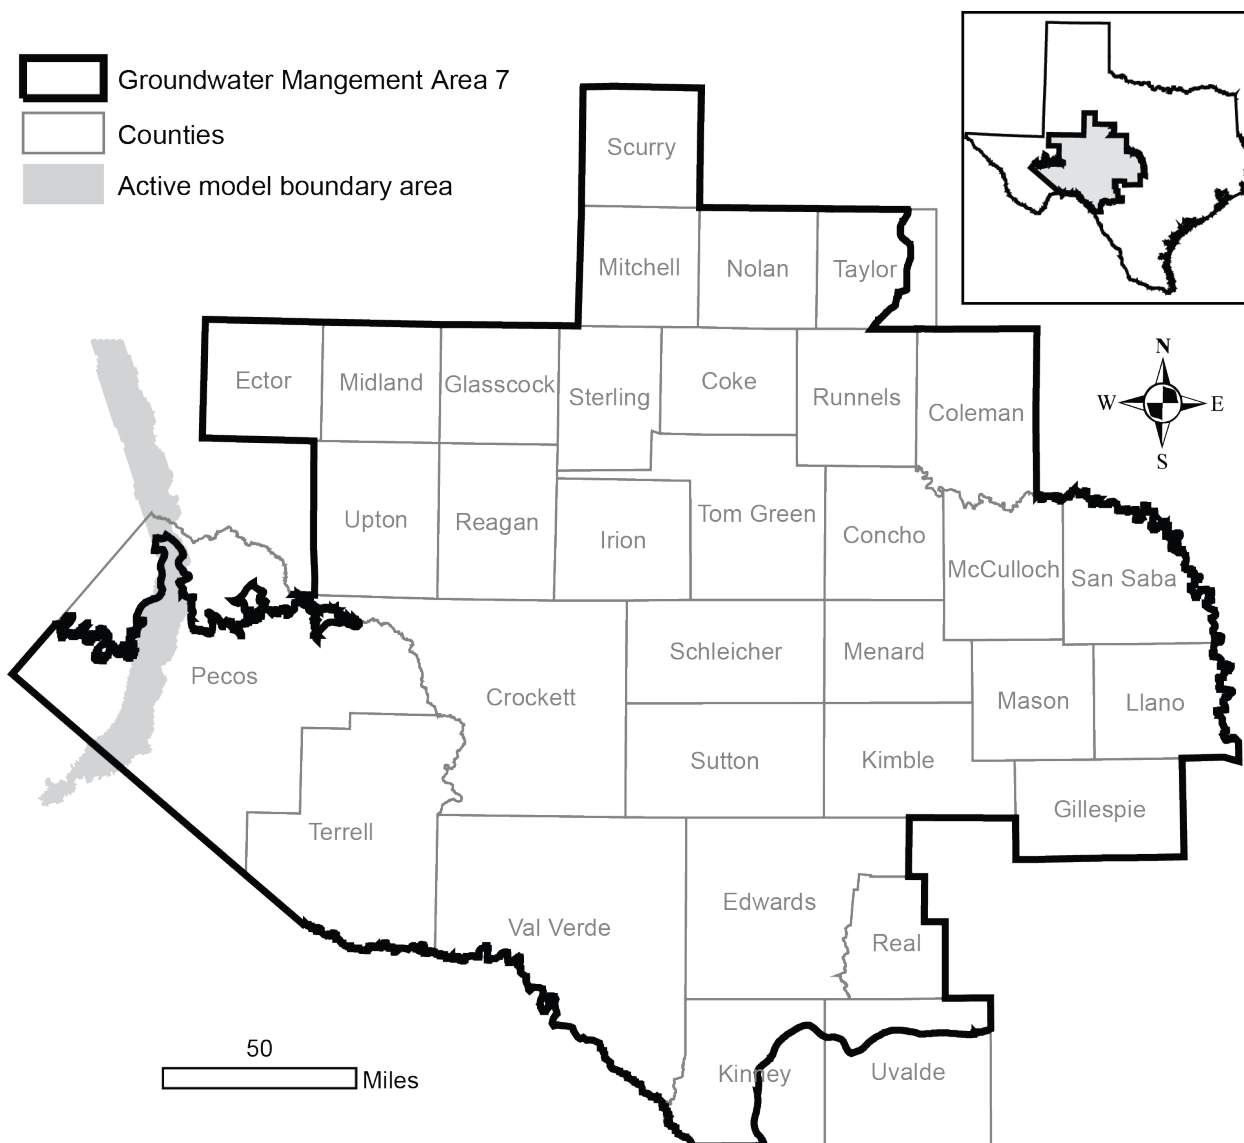 Groundwater Mangement Area 7
Counties
Active model boundary area
Scurry
Mitchell
Nolan
Taylor
Ector
Midland
Glasscock
Sterling
Coke
Runnels
Coleman
N
W
E
S
Upton
Reagan
Irion
Tom Green
Concho
McCulloch
San Saba
Pecos
Crockett
Schleicher
Menard
Mason
Llano
Sutton
Kimble
Gillespie
Terrell
Val Verde
Edwards
Real
Kinney
Uvalde
50
Miles